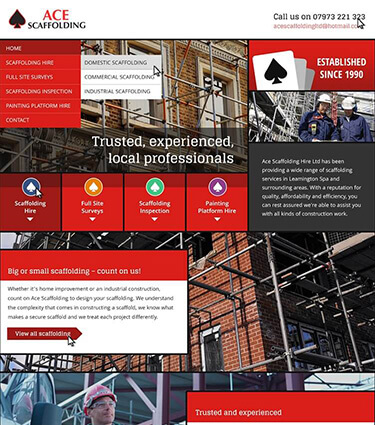 ACE
SCAFFOLDING
Call us on 07973 221 323
acescaffoldingltd@hotmail.com
HOME
SCAFFOLDING HIRE
FULL SITE SURVEYS
SCAFFOLDING INSPECTION
PAINTING PLATFORM HIRE
CONTACT
DOMESTIC SCAFFOLDING
COMMERCIAL SCAFFOLDING
INDUSTRIAL SCAFFOLDING
ESTABLISHED
SINCE 1990
Trusted, experienced,
local professionals
Scaffolding
Hire
Full Site
Surveys
Scaffolding
Inspection
Painting
Platform Hire
Ace Scaffolding Hire Ltd has been
providing a wide range of scaffolding
services in Leamington Spa and
surrounding areas. With a reputation for
quality, affordability and efficiency, you
can rest assured we're able to assist you
with all kinds of construction work.
Big or small scaffolding – count on us!
Whether it's home improvement or an industrial construction,
count on Ace Scaffolding to design your scaffolding. We understand
the complexity that comes in constructing a scaffold, we know what
makes a secure scaffold and we treat each project differently.
View all scaffolding
Trusted and experienced